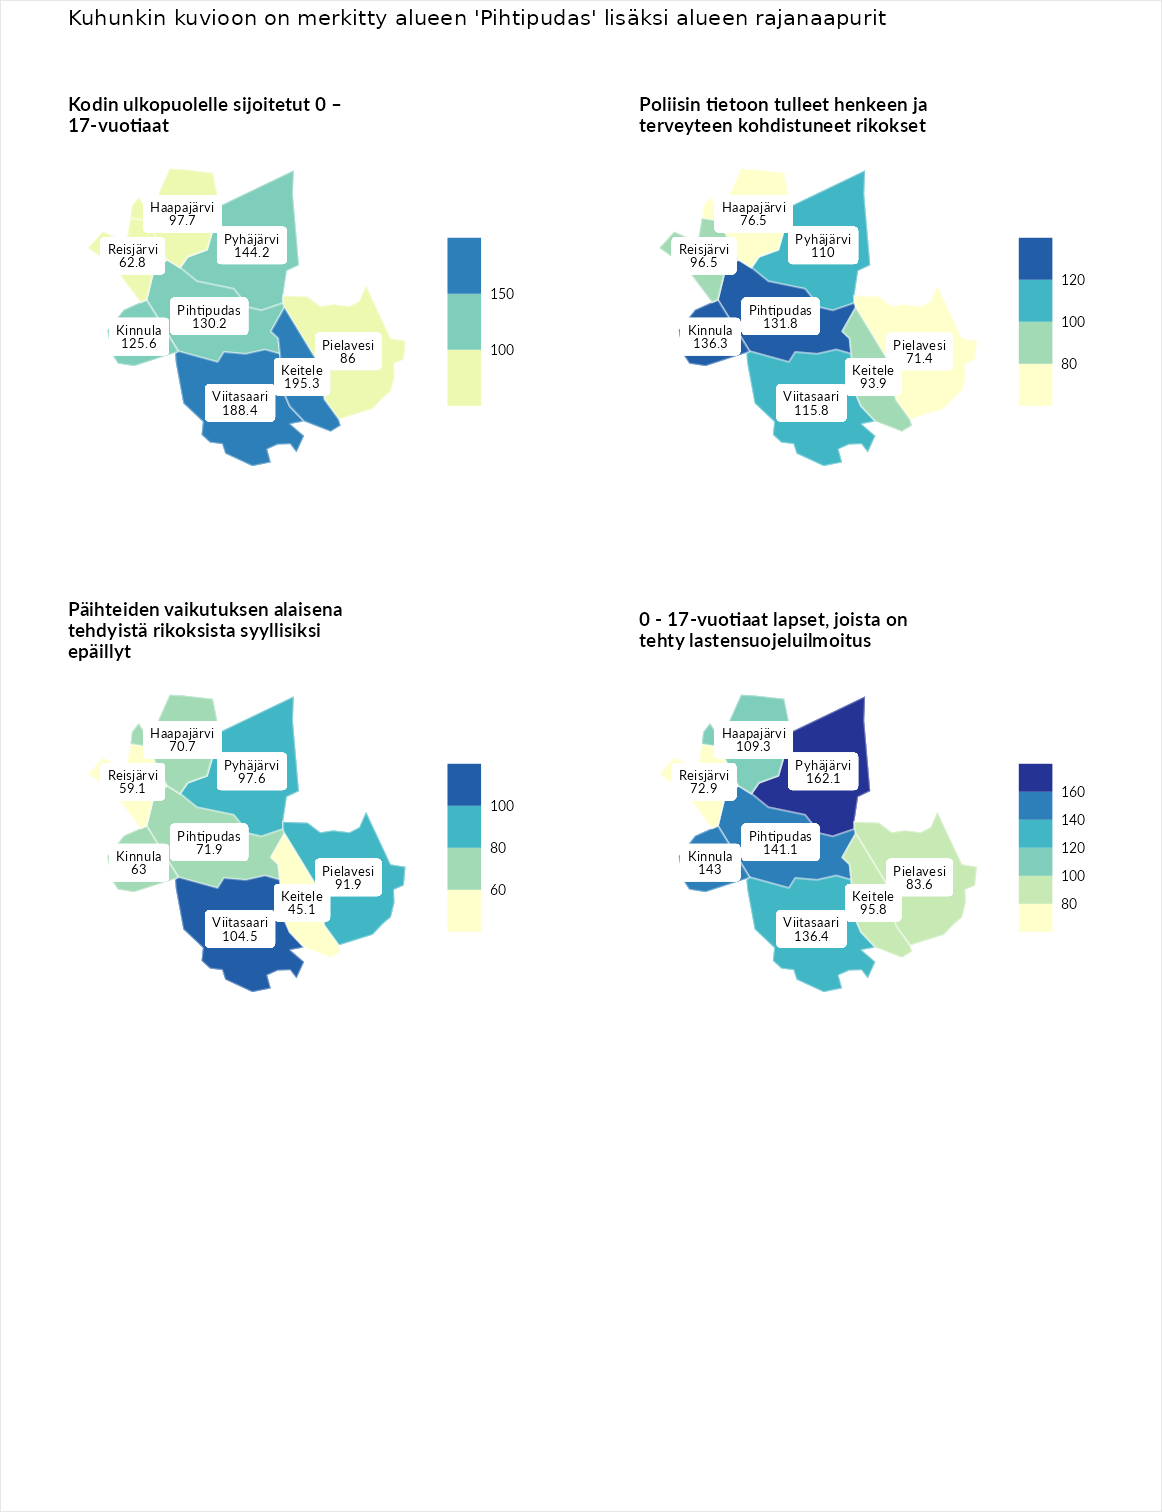 Kuhunkin kuvioon on merkitty alueen 'Pihtipudas' lisäksi alueen rajanaapurit
Kodin ulkopuolelle sijoitetut 0 –
17-vuotiaat
Haapajärvi
97.7
Pyhäjärvi
144.2
Reisjärvi
62.8
Pihtipudas
130.2
Kinnula
125.6
Pielavesi
86
Keitele
195.3
Viitasaari
188.4
150
100
Poliisin tietoon tulleet henkeen ja
terveyteen kohdistuneet rikokset
Haapajärvi
76.5
Pyhäjärvi
110
Reisjärvi
96.5
Pihtipudas
131.8
Kinnula
136.3
Pielavesi
71.4
Keitele
93.9
Viitasaari
115.8
120
100
80
Päihteiden vaikutuksen alaisena
tehdyistä rikoksista syyllisiksi
epäillyt
Haapajärvi
70.7
Pyhäjärvi
97.6
Reisjärvi
59.1
Pihtipudas
71.9
Kinnula
63
Pielavesi
91.9
Keitele
45.1
Viitasaari
104.5
100
80
60
0 - 17-vuotiaat lapset, joista on
tehty lastensuojeluilmoitus
Haapajärvi
109.3
Pyhäjärvi
162.1
Reisjärvi
72.9
Pihtipudas
141.1
Kinnula
143
Pielavesi
83.6
Keitele
95.8
Viitasaari
136.4
160
140
120
100
80